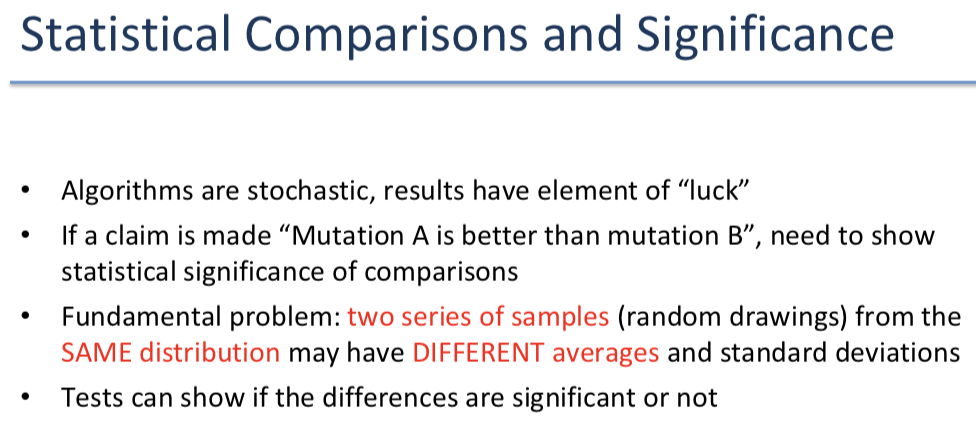 Statistical Comparisons and Significance
• Algorithms are stochastic, results have element of “luck”
• If a claim is made “Mutation A is better than mutation B”, need to show
statistical significance of comparisons
• Fundamental problem: two series of samples (random drawings) from the
SAME distribution may have DIFFERENT averages and standard deviations
• Tests can show if the differences are significant or not